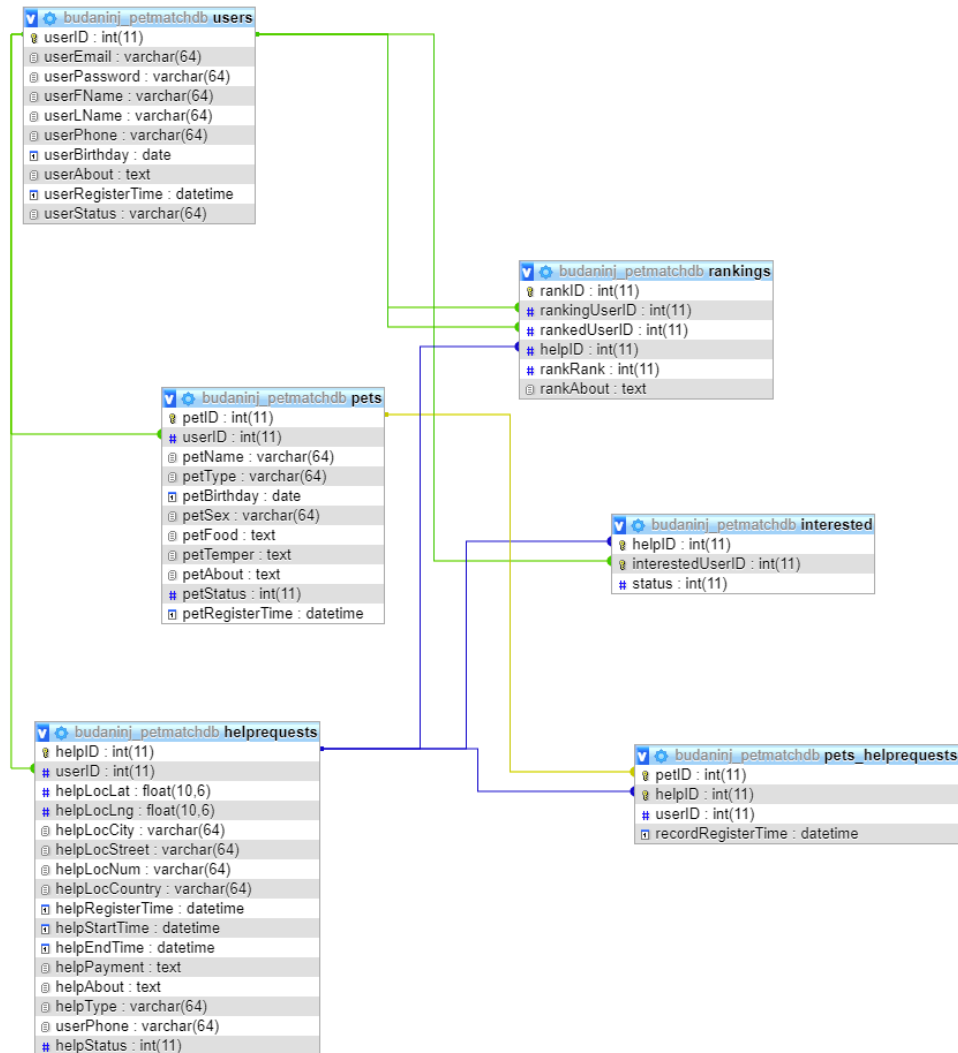 budaninj_petmatchdb users
userID : int(11)
userEmail : varchar(64)
userPassword : varchar(64)
userFName : varchar(64)
userLName : varchar(64)
userPhone : varchar(64)
userBirthday : date
userAbout : text
userRegisterTime : datetime
userStatus : varchar(64)
budaninj_petmatchdb rankings
rankID : int(11)
# rankingUserID : int(11)
# rankedUserID : int(11)
# helpID : int(11)
# rankRank : int(11)
rankAbout : text
budaninj_petmatchdb pets
petID : int(11)
# userID : int(11)
petName : varchar(64)
petType : varchar(64)
petBirthday : date
petSex : varchar(64)
petFood : text
petTemper : text
petAbout : text
# petStatus : int(11)
petRegisterTime : datetime
budaninj_petmatchdb interested
helpID : int(11)
interestedUserID : int(11)
# status : int(11)
budaninj_petmatchdb helprequests
helpID : int(11)
# userID : int(11)
# helpLocLat : float(10,6)
# helpLocLng : float(10,6)
helpLocCity : varchar(64)
helpLocStreet : varchar(64)
helpLocNum : varchar(64)
helpLocCountry : varchar(64)
helpRegisterTime : datetime
helpStartTime : datetime
helpEndTime : datetime
helpPayment : text
helpAbout : text
helpType : varchar(64)
userPhone : varchar(64)
# helpStatus : int(11)
budaninj_petmatchdb pets_helprequests
petID : int(11)
helpID : int(11)
# userID : int(11)
recordRegisterTime : datetime